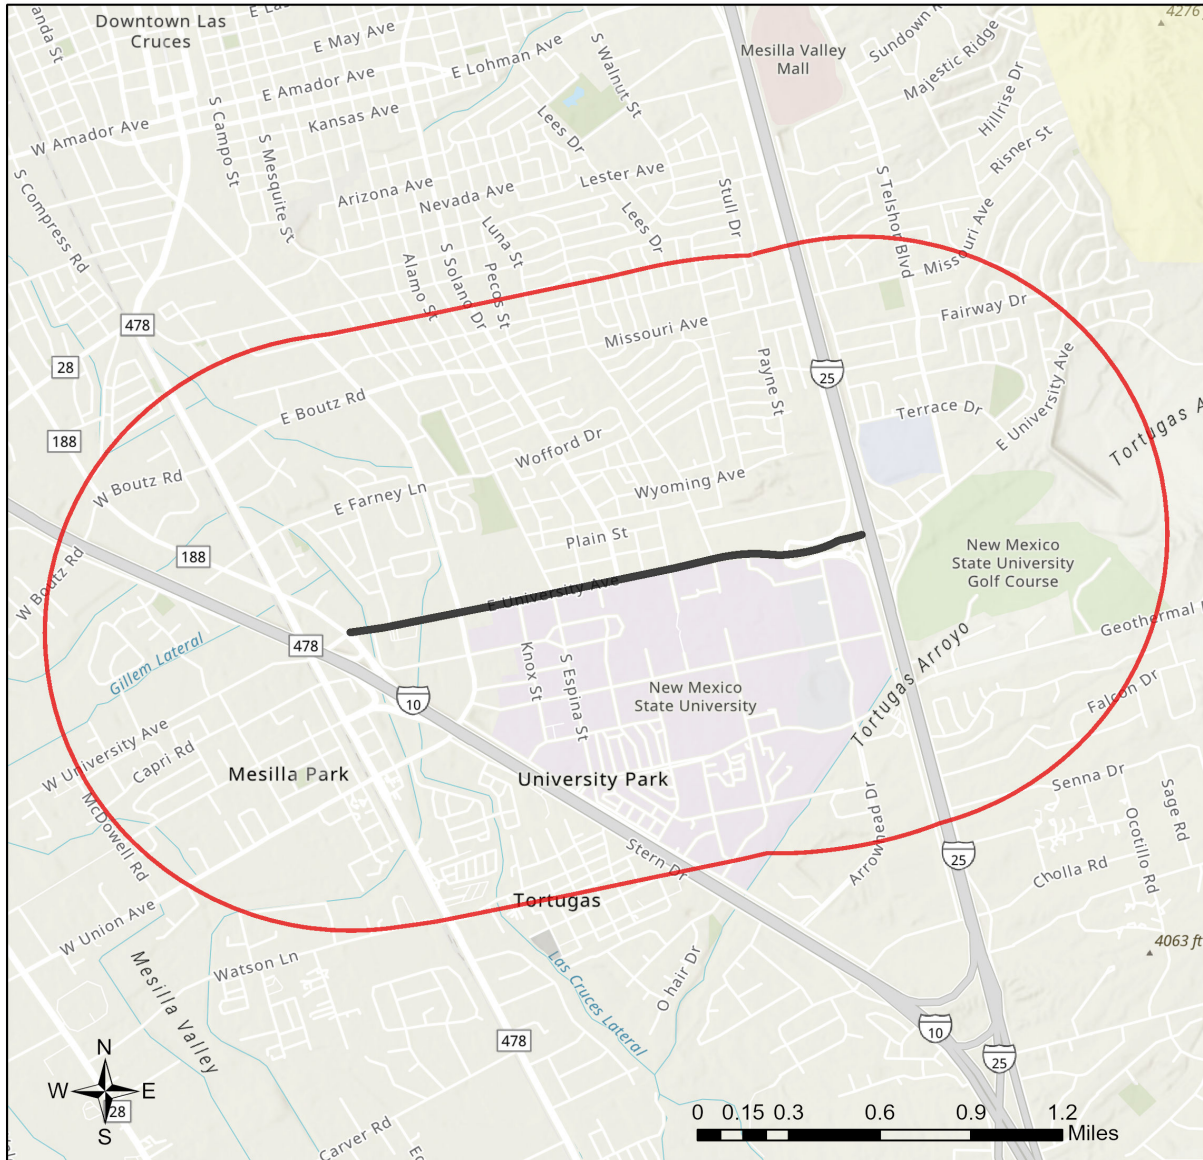 4276
Downtown Las
Cruces
E May Ave
E Lohman Ave
S Walnut St
Mesilla Valley
Mall
Majestic Ridge
Hillrise Dr
E Amador Ave
Kansas Ave
Lees Dr
W Amador Ave
S Campo St
S Mesquite St
Risner St
S Compress Rd
Arizona Ave
Nevada Ave
Lester Ave
Stull Dr
S Telshor Blvd
Luna St
Lees Dr
Missouri Ave
Alamo St
S Solano Dr
Pecos St
478
Missouri Ave
Fairway Dr
28
Payne St
25
E University Ave
E Boutz Rd
Terrace Dr
188
Wofford Dr
W Boutz Rd
E Farney Ln
Wyoming Ave
Plain St
188
W Boutz Rd
New Mexico
State University
Golf Course
E University Ave
Geothermal
478
Gillem Lateral
Knox St
S Espina St
New Mexico
State University
Tortugas Arroyo
Falcon Dr
10
W University Ave
Capri Rd
Mesilla Park
University Park
Senna Dr
Sage Rd
McDowell Rd
Arrowhead Dr
Ocotillo Rd
Stern Dr
25
Cholla Rd
Tortugas
W Union Ave
4063 ft
Mesilla Valley
Watson Ln
Las Cruces Lateral
O hair Dr
10
478
25
N
W
E
S
28
Carver Rd
0 0.15 0.3 0.6 0.9 1.2
Miles